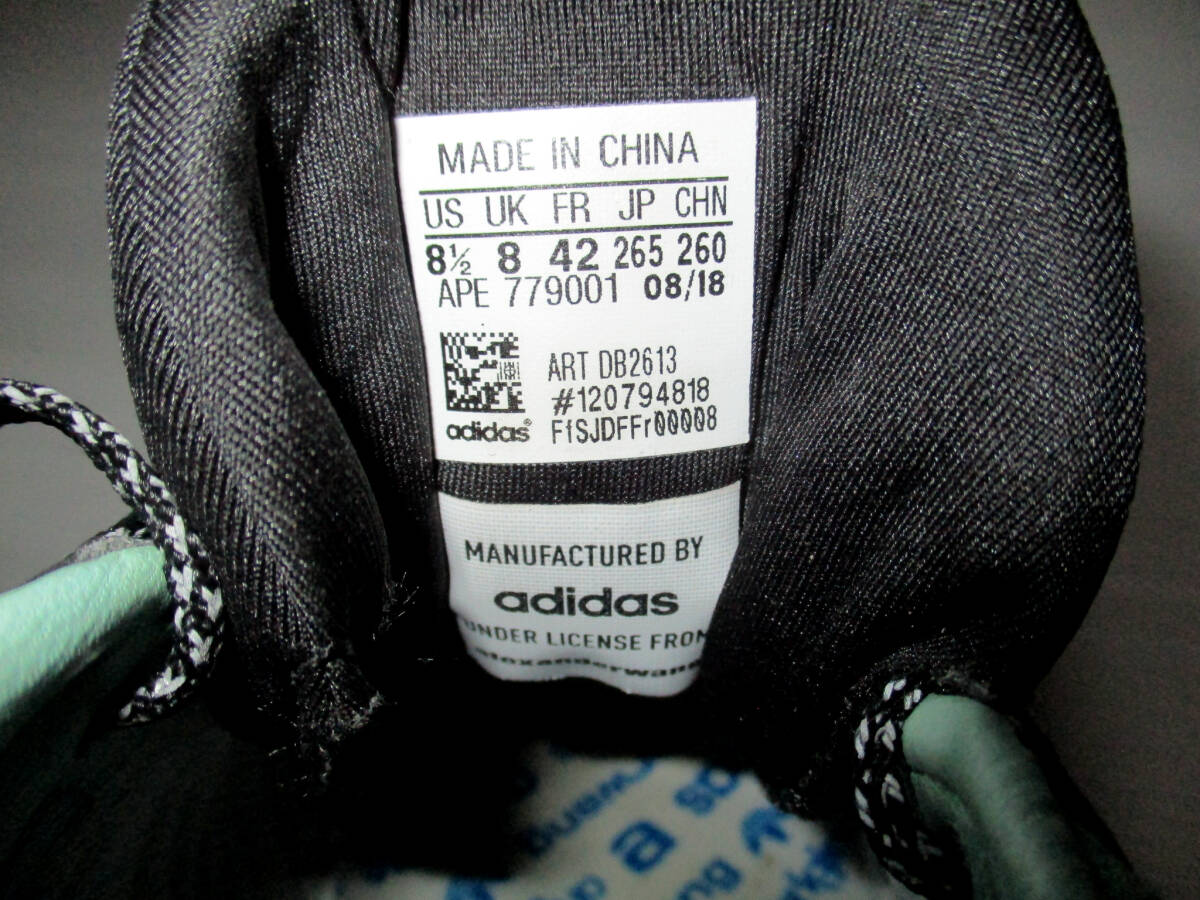 MADE IN CHINA
US UK FR JP CHN
8½ 8 42 265 260
APE 779001 08/18
ART DB2613
#120794818
adidas® FfSJDFFr00008
MANUFACTURED BY
adidas
UNDER LICENSE FROM
alexanderwang
a